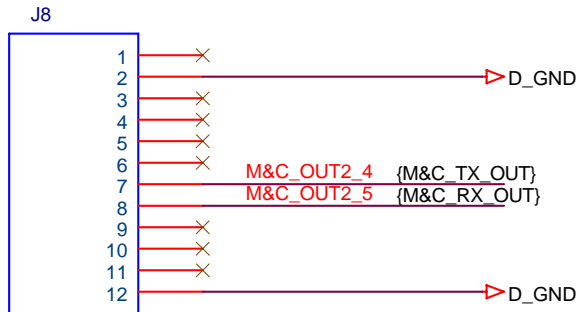 J8
1
2 D_GND
3
4
5
6
7 M&C_OUT2_4 {M&C_TX_OUT}
8 M&C_OUT2_5 {M&C_RX_OUT}
9
10
11
12 D_GND